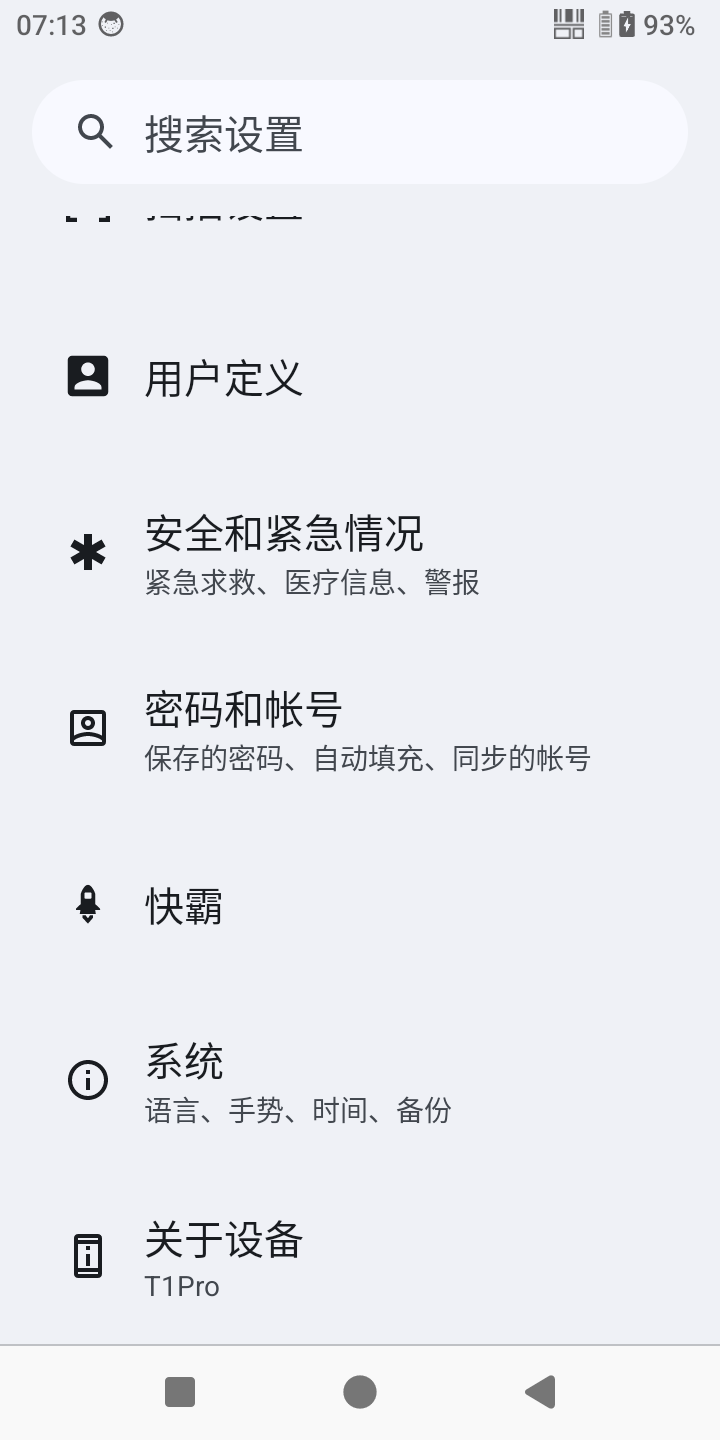 07:13
93%
搜索设置
用户定义
安全和紧急情况
紧急求救、医疗信息、警报
密码和帐号
保存的密码、自动填充、同步的帐号
快霸
系统
语言、手势、时间、备份
关于设备
T1Pro